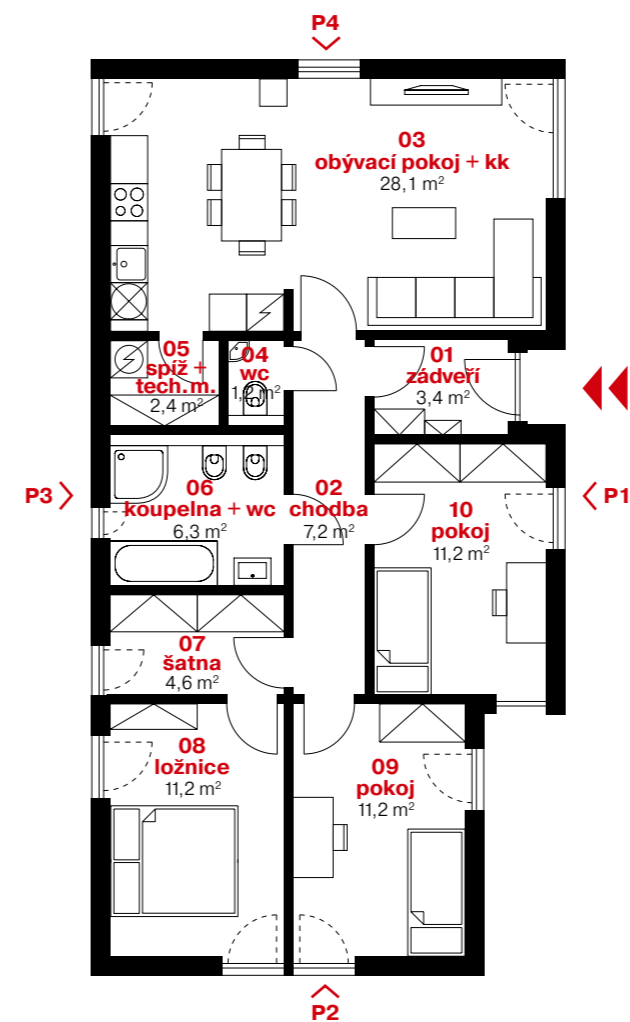 P4
03
obývací pokoj + kk
28,1 m²
05
spíž +
tech.m.
2,4 m²
04
wc
1,2 m²
01
zádveří
3,4 m²
P3
06
koupelna + wc
6,3 m²
02
chodba
7,2 m²
10
pokoj
11,2 m²
P1
07
šatna
4,6 m²
08
ložnice
11,2 m²
09
pokoj
11,2 m²
P2